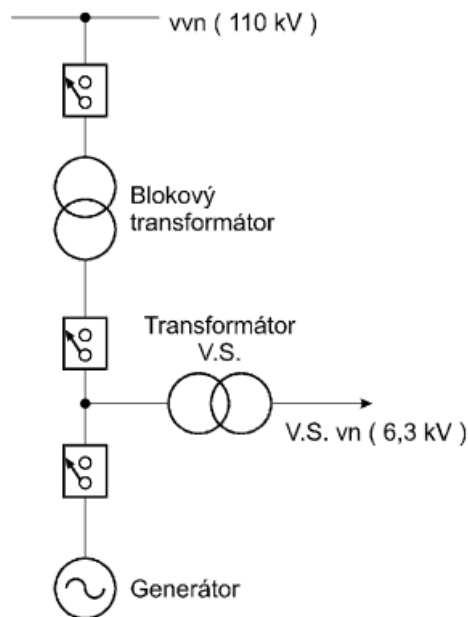 vvn ( 110 kV )
Blokový
transformátor
Transformátor
V.S.
V.S. vn ( 6,3 kV )
Generátor